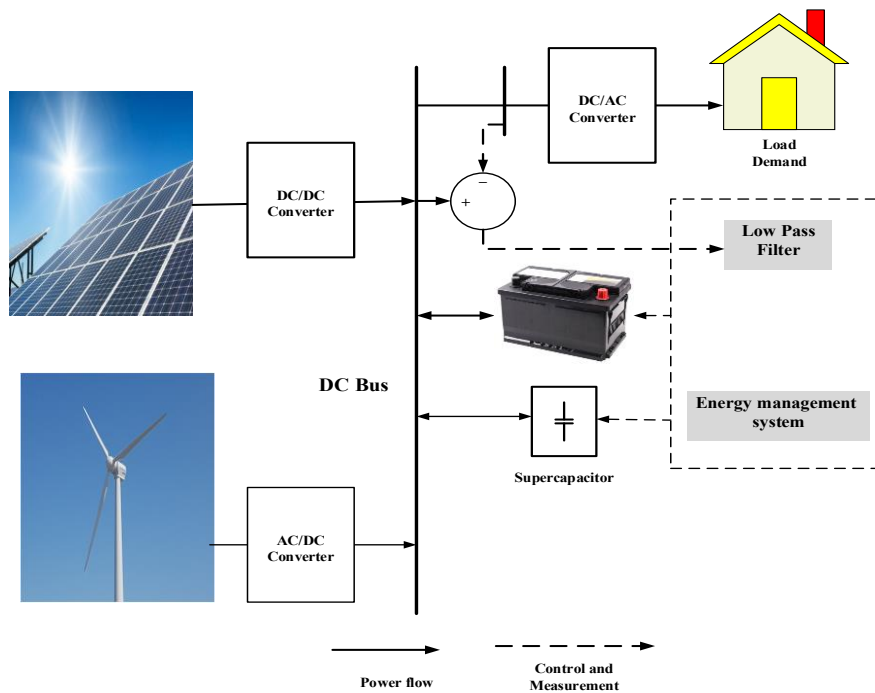 DC/AC
Converter
Load
Demand
DC/DC
Converter
−
+
Low Pass
Filter
DC Bus
Energy management
system
Supercapacitor
AC/DC
Converter
Power flow
Control and
Measurement